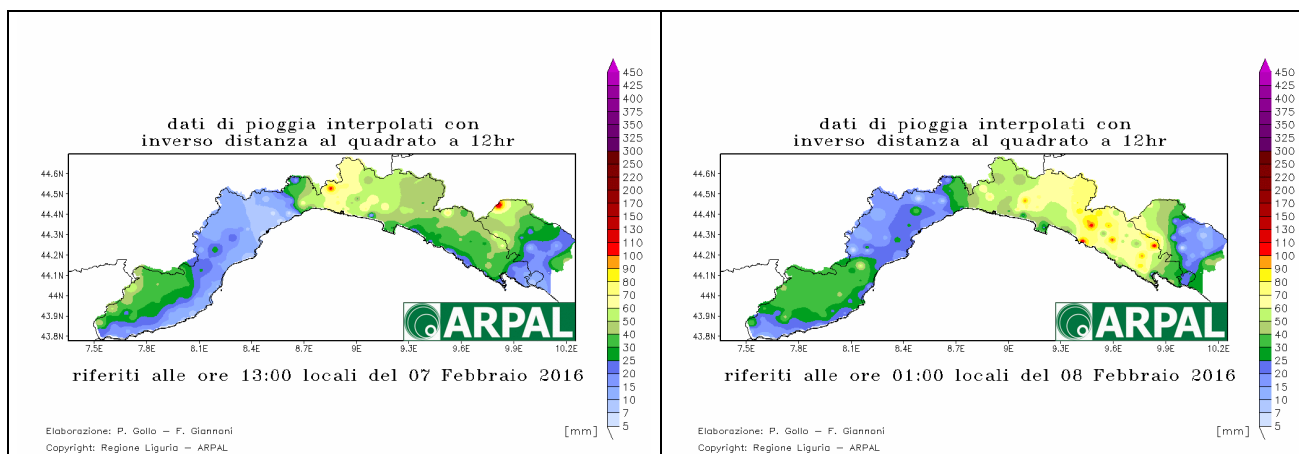 dati di pioggia interpolati con
inverso distanza al quadrato a 12hr
44.6N
44.5N
44.4N
44.3N
44.2N
44.1N
44N
43.9N
43.8N
7.5E 7.8E 8.1E 8.4E 8.7E 9E 9.3E 9.6E 9.9E 10.2E
ARPAL
riferiti alle ore 13:00 locali del 07 Febbraio 2016
450
425
400
375
350
325
300
200
170
130
100
90
80
70
60
50
40
30
25
20
15
10
7
5
[mm]
Elaborazione: P. Gollo – F. Giannoni
Copyright: Regione Liguria – ARPAL
dati di pioggia interpolati con
inverso distanza al quadrato a 12hr
44.6N
44.5N
44.4N
44.3N
44.2N
44.1N
44N
43.9N
43.8N
7.5E 7.8E 8.1E 8.4E 8.7E 9E 9.3E 9.6E 9.9E 10.2E
ARPAL
riferiti alle ore 01:00 locali del 08 Febbraio 2016
450
425
400
375
350
325
300
200
170
130
100
90
80
70
60
50
40
30
25
20
15
10
7
5
[mm]
Elaborazione: P. Gollo – F. Giannoni
Copyright: Regione Liguria – ARPAL